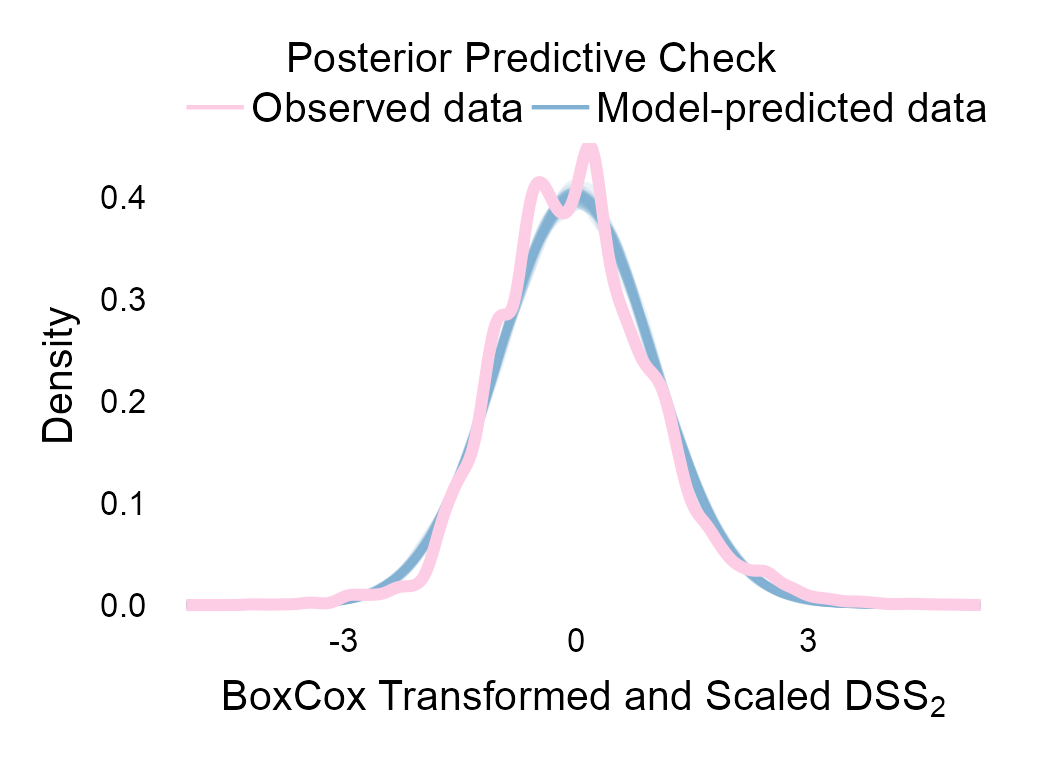 Posterior Predictive Check
Observed data Model-predicted data
0.4
0.3
0.2
0.1
0.0
Density
-3 0 3
BoxCox Transformed and Scaled DSS₂